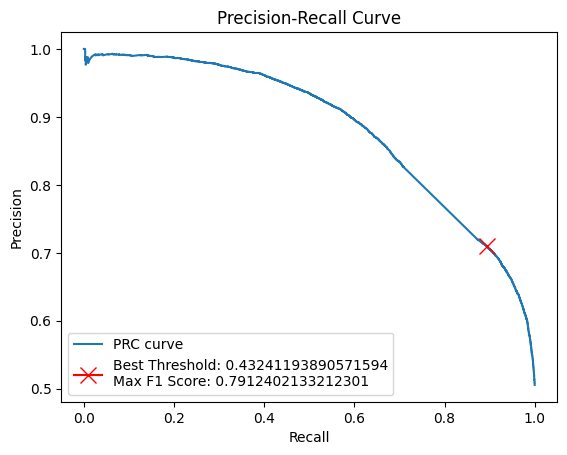 Precision-Recall Curve
Precision
1.0
0.9
0.8
0.7
0.6
0.5
PRC curve
Best Threshold: 0.43241193890571594
Max F1 Score: 0.7912402133212301
0.0 0.2 0.4 0.6 0.8 1.0
Recall